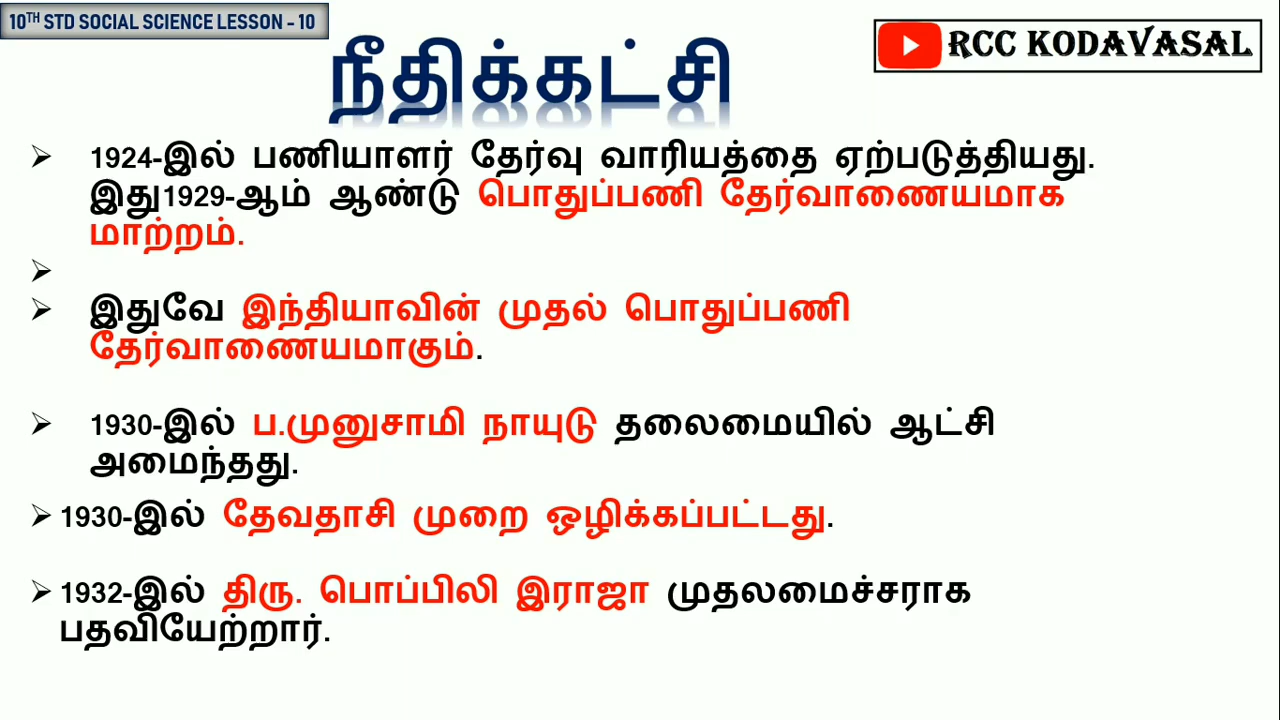 10TH STD SOCIAL SCIENCE LESSON - 10
RCC KODAVASAL
நீதிக்கட்சி
➢ 1924-இல் பணியாளர் தேர்வு வாரியத்தை ஏற்படுத்தியது.
இது1929-ஆம் ஆண்டு பொதுப்பணி தேர்வாணையமாக
மாற்றம்.
➢
➢ இதுவே இந்தியாவின் முதல் பொதுப்பணி
தேர்வாணையமாகும்.
➢ 1930-இல் ப.முனுசாமி நாயுடு தலைமையில் ஆட்சி
அமைந்தது.
➢ 1930-இல் தேவதாசி முறை ஒழிக்கப்பட்டது.
➢ 1932-இல் திரு. பொப்பிலி இராஜா முதலமைச்சராக
பதவியேற்றார்.